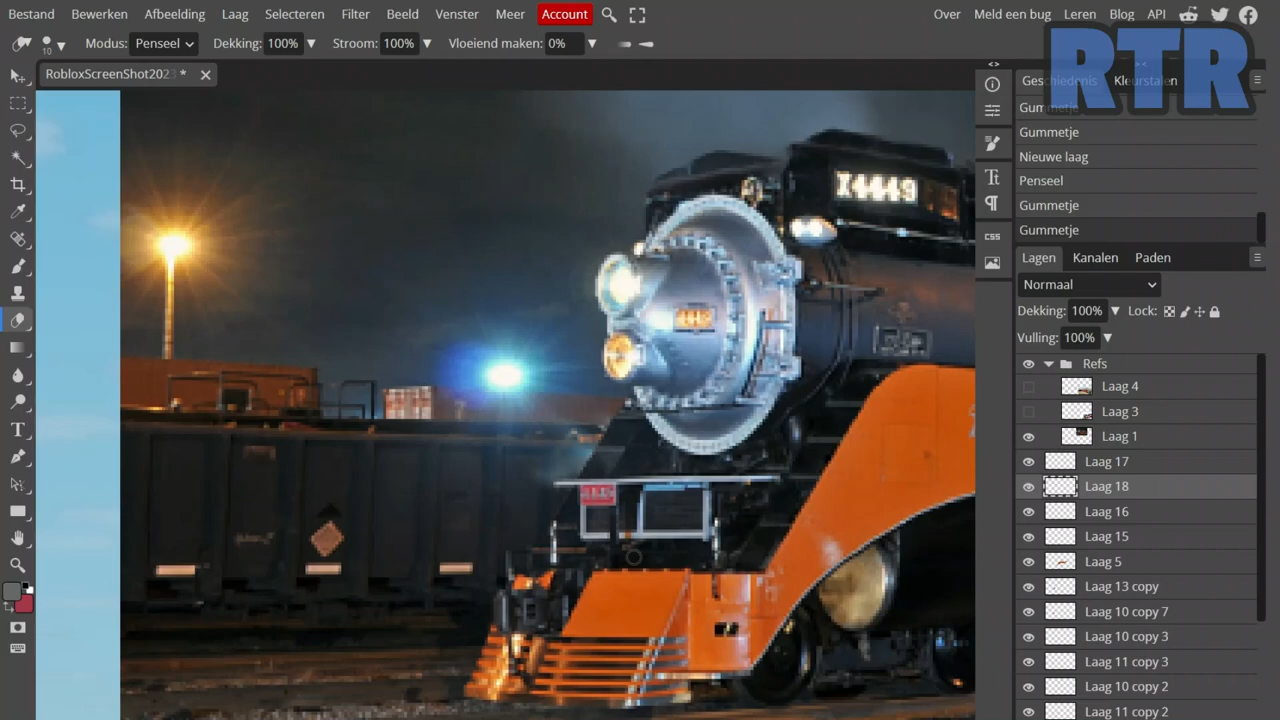 Bestand Bewerken Afbeelding Laag Selecteren Filter Beeld Venster Meer Account Over Meld een bug Leren Blog API
10 Modus: Penseel Dekking: 100% Stroom: 100% Vloeiend maken: 0%
RobloxScreenShot202 *
RTR
Geschiedenis Kleurstalen
Gummetje
Gummetje
Nieuwe laag
Penseel
Gummetje
Gummetje
Lagen Kanalen Paden
Normaal
Dekking: 100% Lock:
Vulling: 100%
Refs
Laag 4
Laag 3
Laag 1
Laag 17
Laag 18
Laag 16
Laag 15
Laag 5
Laag 13 copy
Laag 10 copy 7
Laag 10 copy 3
Laag 11 copy 3
Laag 10 copy 2
Laag 11 copy 2
CSS
X4449
4449